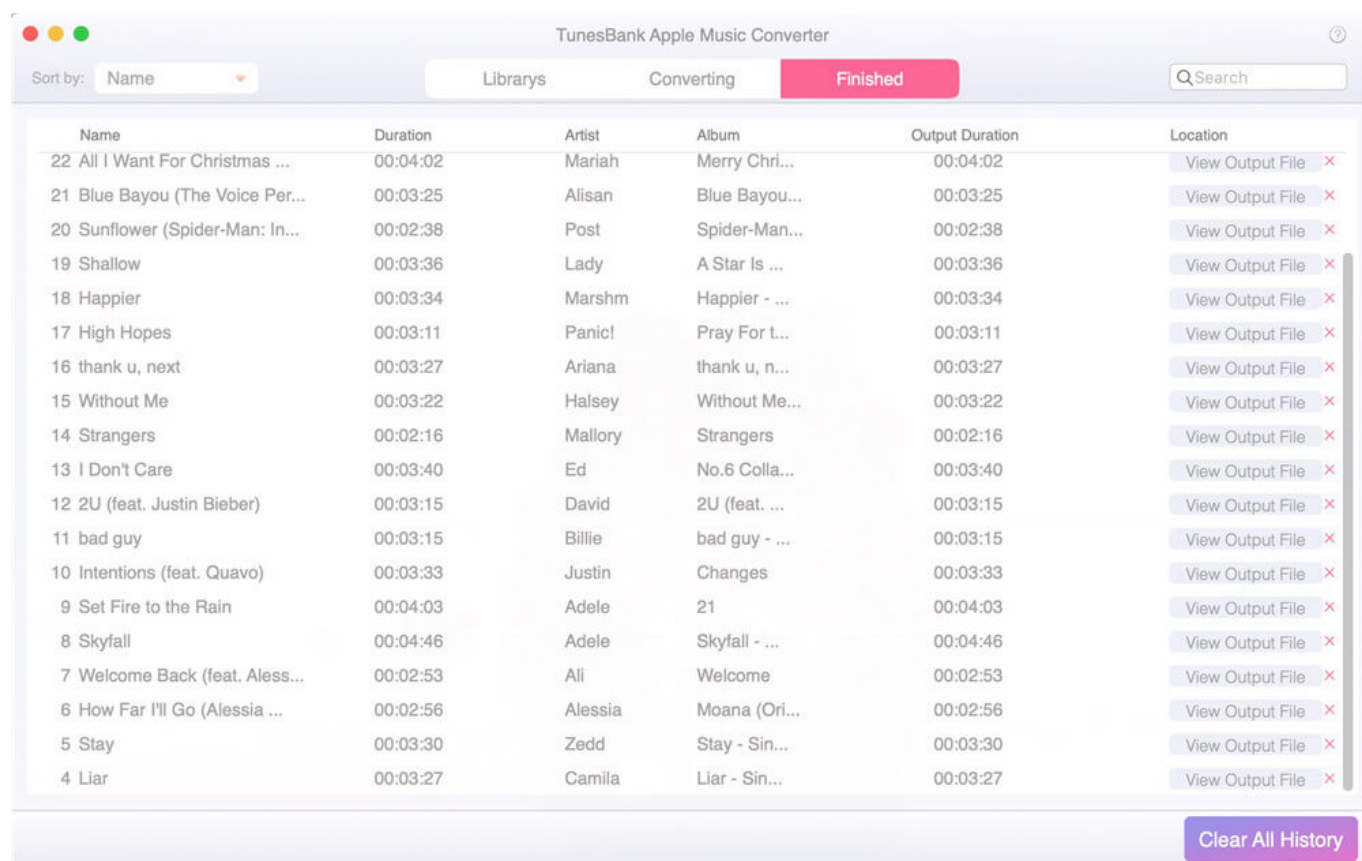 TunesBank Apple Music Converter
Sort by: Name Librarys Converting Finished Search
Name Duration Artist Album Output Duration Location
22 All I Want For Christmas ... 00:04:02 Mariah Merry Chri... 00:04:02 View Output File ×
21 Blue Bayou (The Voice Per... 00:03:25 Alisan Blue Bayou... 00:03:25 View Output File ×
20 Sunflower (Spider-Man: In... 00:02:38 Post Spider-Man... 00:02:38 View Output File ×
19 Shallow 00:03:36 Lady A Star Is ... 00:03:36 View Output File ×
18 Happier 00:03:34 Marshm Happier - ... 00:03:34 View Output File ×
17 High Hopes 00:03:11 Panic! Pray For t... 00:03:11 View Output File ×
16 thank u, next 00:03:27 Ariana thank u, n... 00:03:27 View Output File ×
15 Without Me 00:03:22 Halsey Without Me... 00:03:22 View Output File ×
14 Strangers 00:02:16 Mallory Strangers 00:02:16 View Output File ×
13 I Don't Care 00:03:40 Ed No.6 Colla... 00:03:40 View Output File ×
12 2U (feat. Justin Bieber) 00:03:15 David 2U (feat. ... 00:03:15 View Output File ×
11 bad guy 00:03:15 Billie bad guy - ... 00:03:15 View Output File ×
10 Intentions (feat. Quavo) 00:03:33 Justin Changes 00:03:33 View Output File ×
9 Set Fire to the Rain 00:04:03 Adele 21 00:04:03 View Output File ×
8 Skyfall 00:04:46 Adele Skyfall - ... 00:04:46 View Output File ×
7 Welcome Back (feat. Aless... 00:02:53 Ali Welcome 00:02:53 View Output File ×
6 How Far I'll Go (Alessia ... 00:02:56 Alessia Moana (Ori... 00:02:56 View Output File ×
5 Stay 00:03:30 Zedd Stay - Sin... 00:03:30 View Output File ×
4 Liar 00:03:27 Camila Liar - Sin... 00:03:27 View Output File ×
Clear All History